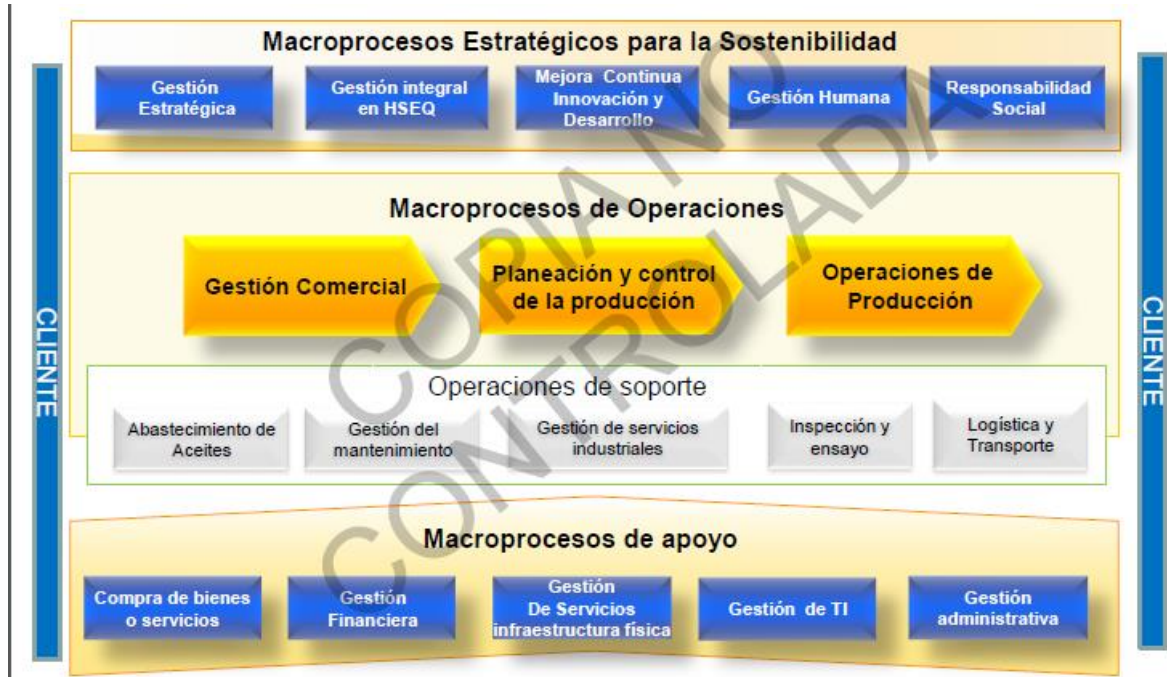 Macroprocesos Estratégicos para la Sostenibilidad
Gestión
Estratégica
Gestión integral
en HSEQ
Mejora Continua
Innovación y
Desarrollo
Gestión Humana
Responsabilidad
Social
Macroprocesos de Operaciones
Gestión Comercial
Planeación y control
de la producción
Operaciones de
Producción
CLIENTE
CLIENTE
Operaciones de soporte
Abastecimiento de
Aceites
Gestión del
mantenimiento
Gestión de servicios
industriales
Inspección y
ensayo
Logística y
Transporte
Macroprocesos de apoyo
Compra de bienes
o servicios
Gestión
Financiera
Gestión
De Servicios
infraestructura física
Gestión de TI
Gestión
administrativa
COPIA NO
CONTROLADA